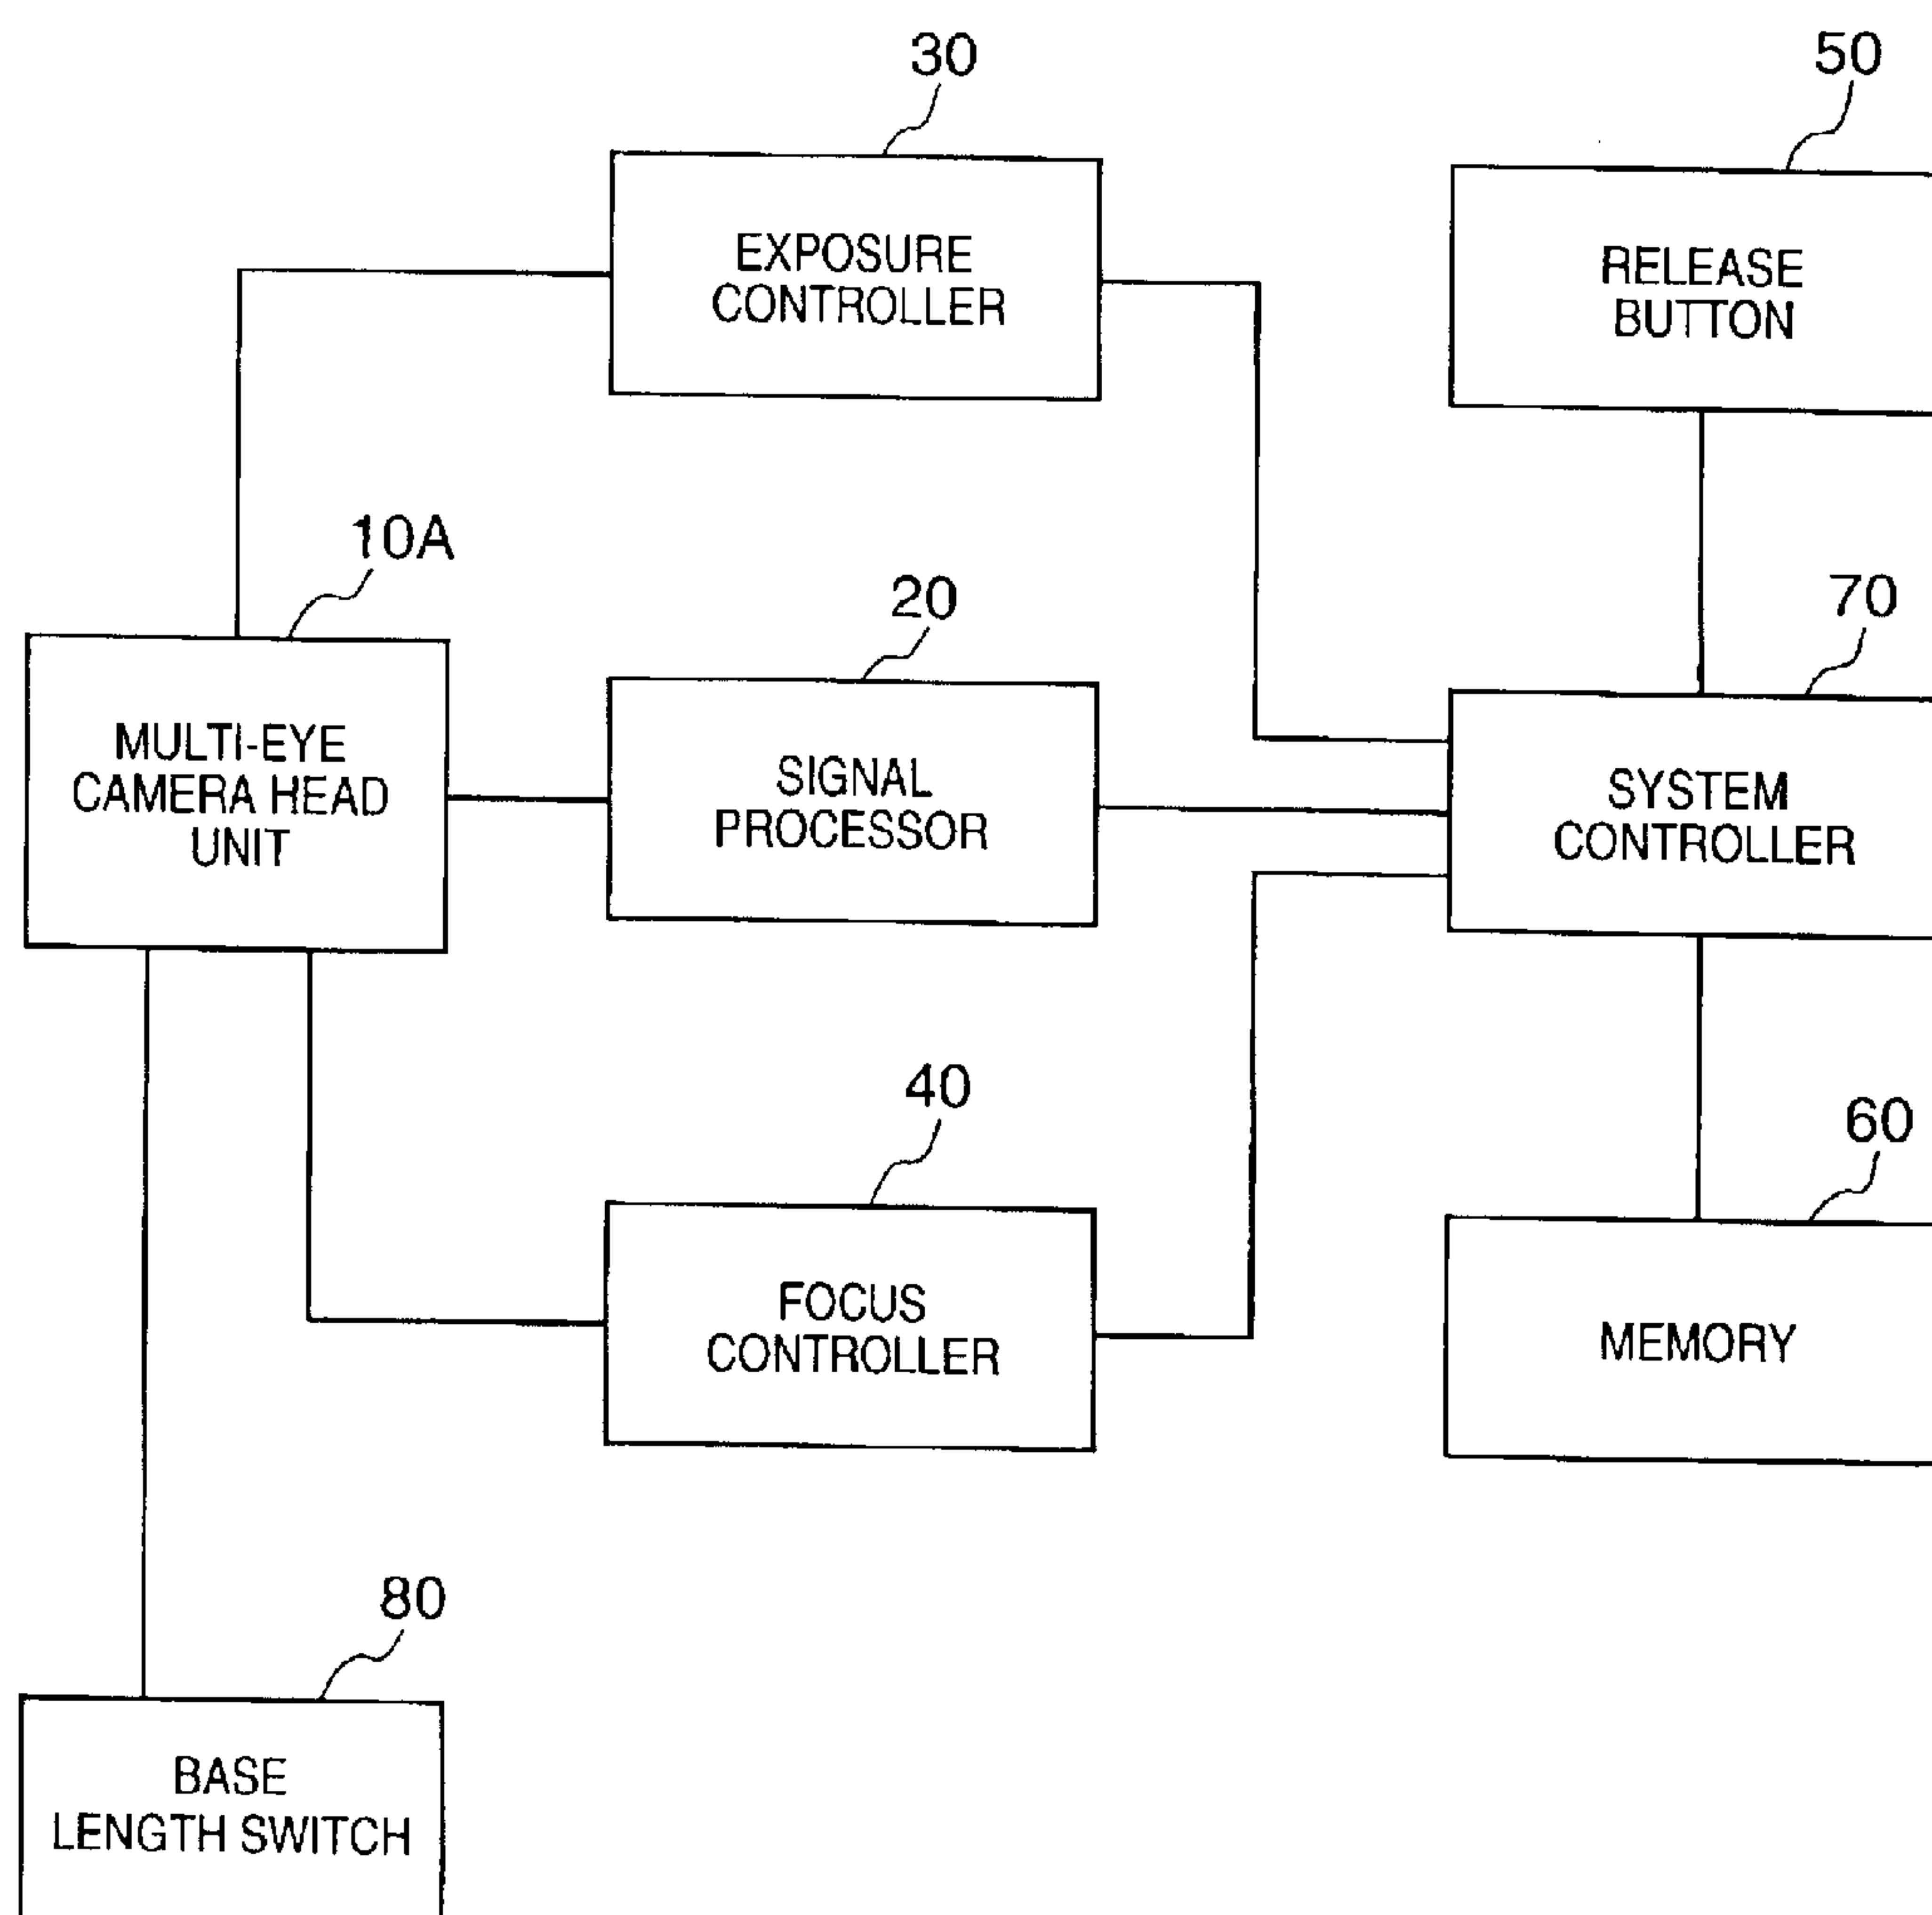 30
50
EXPOSURE
CONTROLLER
RELEASE
BUTTON
10A
20
70
MULTI-EYE
CAMERA HEAD
UNIT
SIGNAL
PROCESSOR
SYSTEM
CONTROLLER
40
60
FOCUS
CONTROLLER
MEMORY
80
BASE
LENGTH SWITCH